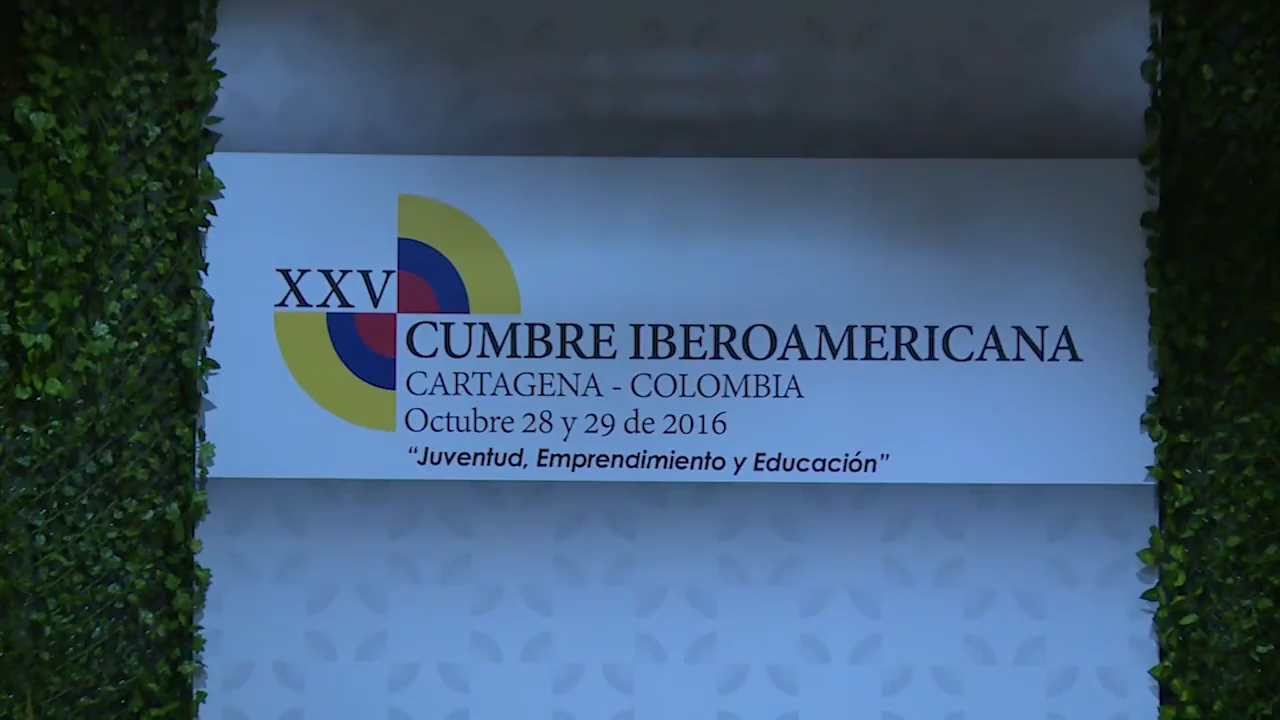 XXV
CUMBRE IBEROAMERICANA
CARTAGENA - COLOMBIA
Octubre 28 y 29 de 2016
“Juventud, Emprendimiento y Educación”